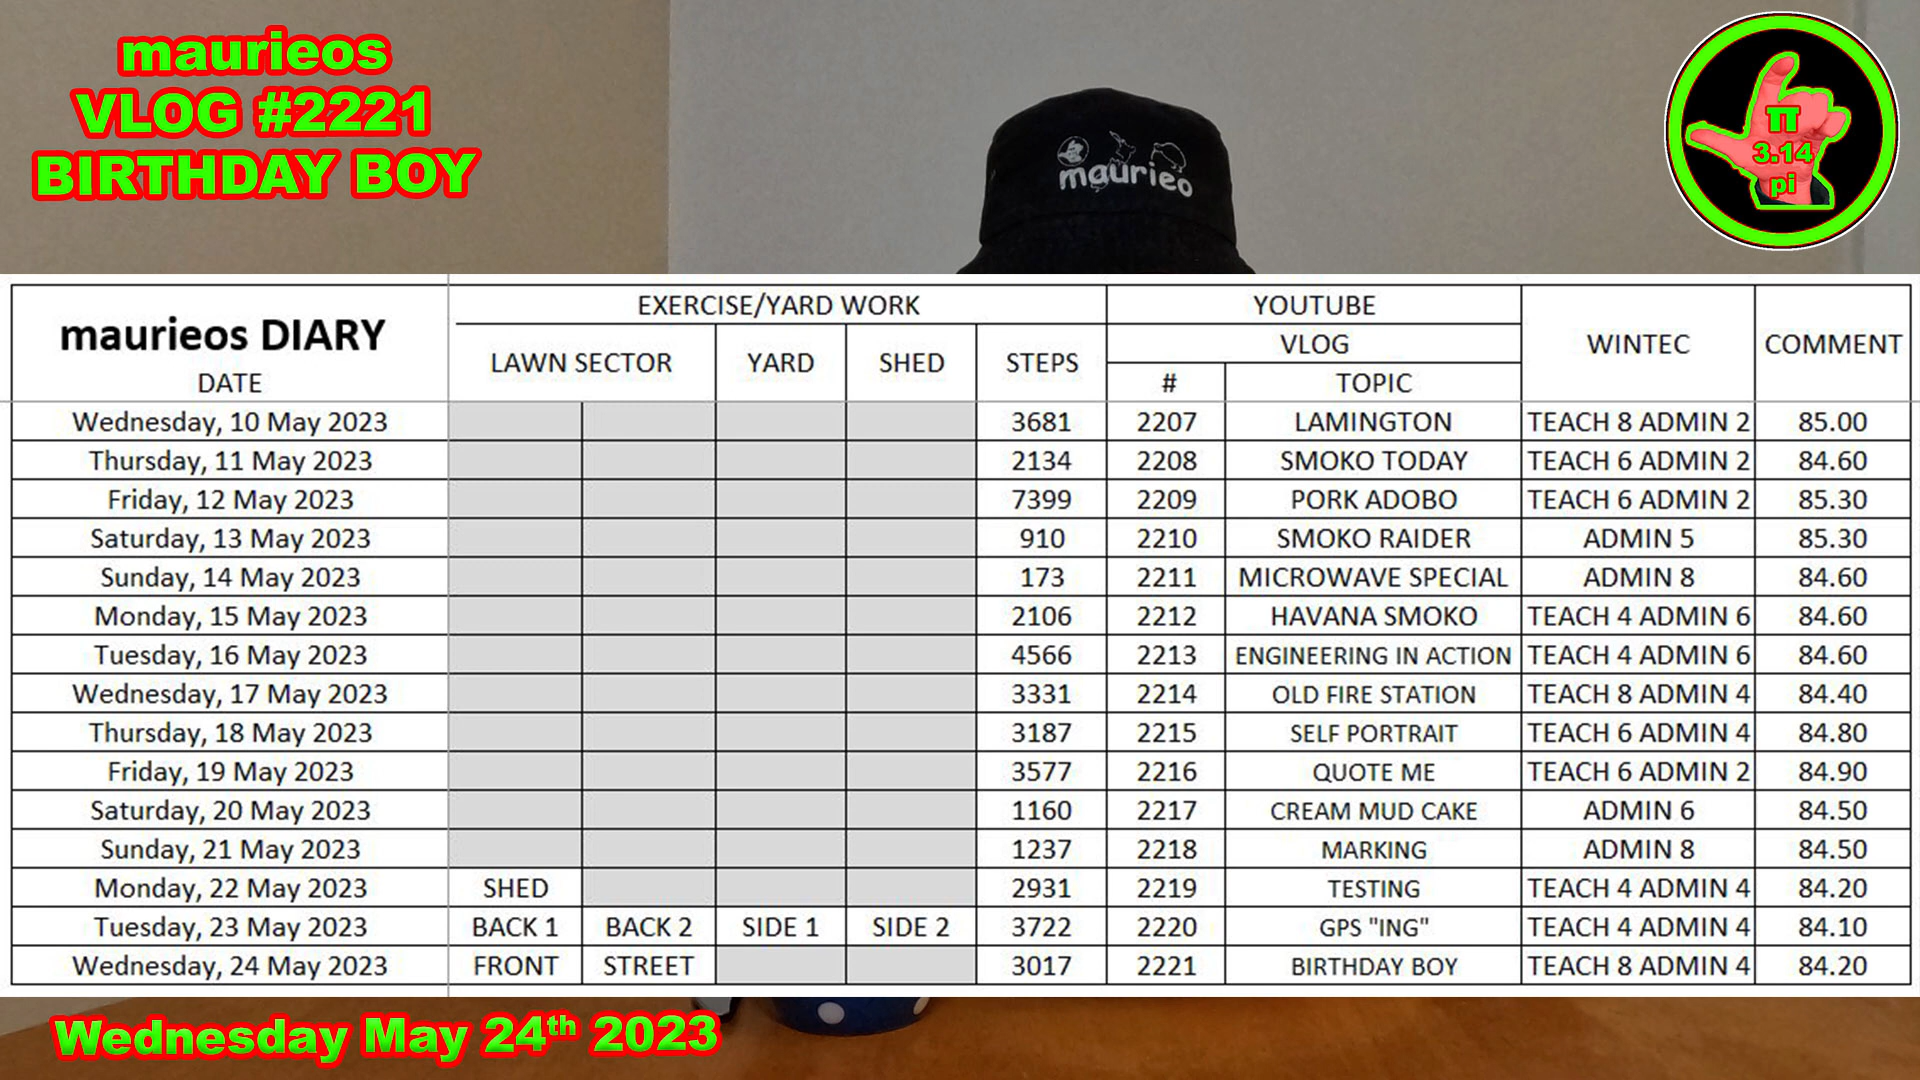 maurieos
VLOG #2221
BIRTHDAY BOY
maurieo
π
3.14
pi
maurieos DIARY
DATE
EXERCISE/YARD WORK
YOUTUBE
WINTEC
COMMENT
LAWN SECTOR
YARD
SHED
STEPS
VLOG
#
TOPIC
Wednesday, 10 May 2023 3681 2207 LAMINGTON TEACH 8 ADMIN 2 85.00
Thursday, 11 May 2023 2134 2208 SMOKO TODAY TEACH 6 ADMIN 2 84.60
Friday, 12 May 2023 7399 2209 PORK ADOBO TEACH 6 ADMIN 2 85.30
Saturday, 13 May 2023 910 2210 SMOKO RAIDER ADMIN 5 85.30
Sunday, 14 May 2023 173 2211 MICROWAVE SPECIAL ADMIN 8 84.60
Monday, 15 May 2023 2106 2212 HAVANA SMOKO TEACH 4 ADMIN 6 84.60
Tuesday, 16 May 2023 4566 2213 ENGINEERING IN ACTION TEACH 4 ADMIN 6 84.60
Wednesday, 17 May 2023 3331 2214 OLD FIRE STATION TEACH 8 ADMIN 4 84.40
Thursday, 18 May 2023 3187 2215 SELF PORTRAIT TEACH 6 ADMIN 4 84.80
Friday, 19 May 2023 3577 2216 QUOTE ME TEACH 6 ADMIN 2 84.90
Saturday, 20 May 2023 1160 2217 CREAM MUD CAKE ADMIN 6 84.50
Sunday, 21 May 2023 1237 2218 MARKING ADMIN 8 84.50
Monday, 22 May 2023 SHED 2931 2219 TESTING TEACH 4 ADMIN 4 84.20
Tuesday, 23 May 2023 BACK 1 BACK 2 SIDE 1 SIDE 2 3722 2220 GPS "ING" TEACH 4 ADMIN 4 84.10
Wednesday, 24 May 2023 FRONT STREET 3017 2221 BIRTHDAY BOY TEACH 8 ADMIN 4 84.20
Wednesday May 24th 2023